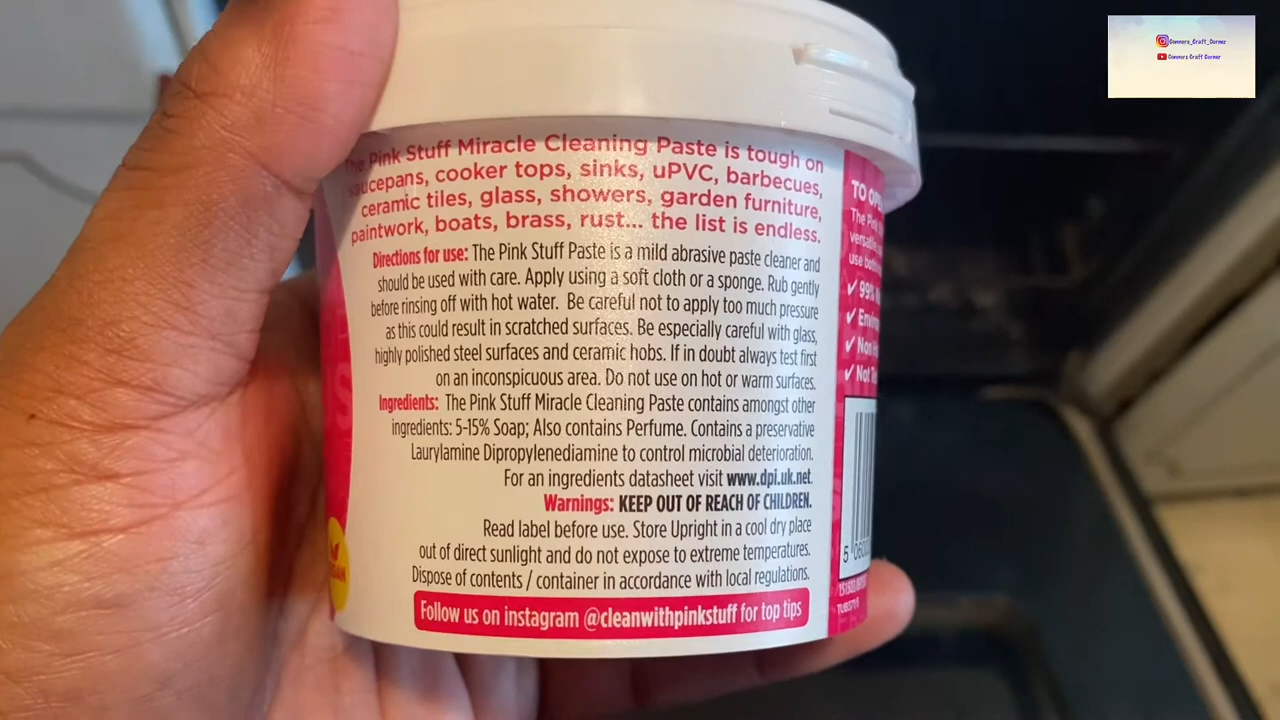 Commers_Craft_Corner
Commers Craft Corner
The Pink Stuff Miracle Cleaning Paste is tough on
saucepans, cooker tops, sinks, uPVC, barbecues,
ceramic tiles, glass, showers, garden furniture,
paintwork, boats, brass, rust... the list is endless.
Directions for use: The Pink Stuff Paste is a mild abrasive paste cleaner and
should be used with care. Apply using a soft cloth or a sponge. Rub gently
before rinsing off with hot water. Be careful not to apply too much pressure
as this could result in scratched surfaces. Be especially careful with glass,
highly polished steel surfaces and ceramic hobs. If in doubt always test first
on an inconspicuous area. Do not use on hot or warm surfaces.
Ingredients: The Pink Stuff Miracle Cleaning Paste contains amongst other
ingredients: 5-15% Soap; Also contains Perfume. Contains a preservative
Laurylamine Dipropylenediamine to control microbial deterioration.
For an ingredients datasheet visit www.dpi.uk.net.
Warnings: KEEP OUT OF REACH OF CHILDREN.
Read label before use. Store Upright in a cool dry place
out of direct sunlight and do not expose to extreme temperatures.
Dispose of contents / container in accordance with local regulations.
Follow us on instagram @cleanwithpinkstuff for top tips
TO
The
✓ 99%
✓
✓ Non
✓ Not
5